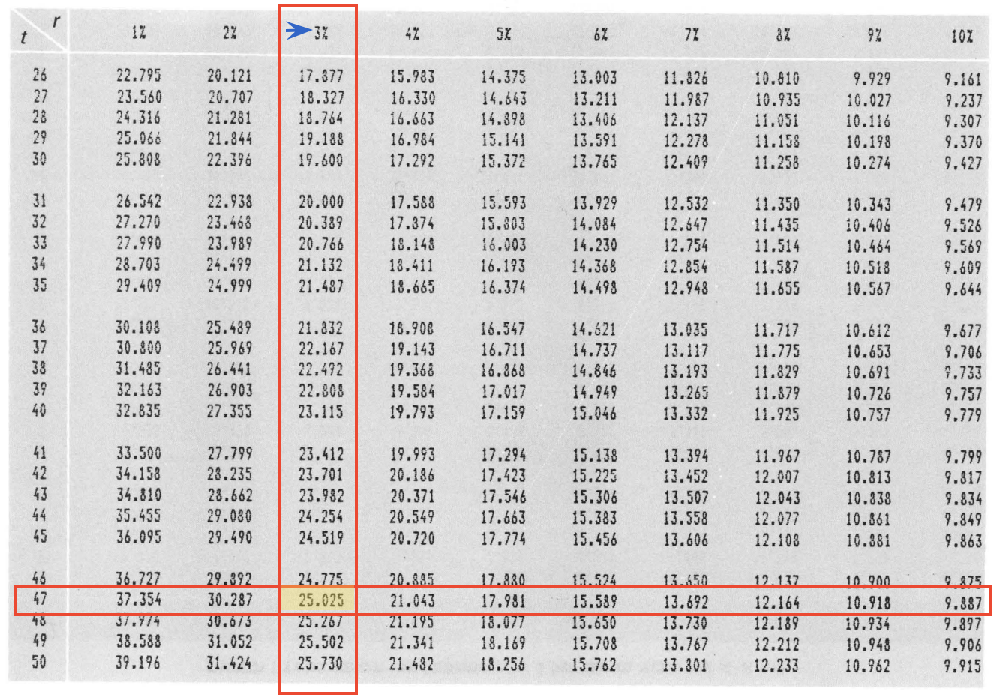 r
t 1% 2% 3% 4% 5% 6% 7% 8% 9% 10%
26 22.795 20.121 17.877 15.983 14.375 13.003 11.826 10.810 9.929 9.161
27 23.560 20.707 18.327 16.330 14.643 13.211 11.987 10.935 10.027 9.237
28 24.316 21.281 18.764 16.663 14.898 13.406 12.137 11.051 10.116 9.307
29 25.066 21.844 19.188 16.984 15.141 13.591 12.278 11.158 10.198 9.370
30 25.808 22.396 19.600 17.292 15.372 13.765 12.409 11.258 10.274 9.427
31 26.542 22.938 20.000 17.588 15.593 13.929 12.532 11.350 10.343 9.479
32 27.270 23.468 20.389 17.874 15.803 14.084 12.647 11.435 10.406 9.526
33 27.990 23.989 20.766 18.148 16.003 14.230 12.754 11.514 10.464 9.569
34 28.703 24.499 21.132 18.411 16.193 14.368 12.854 11.587 10.518 9.609
35 29.409 24.999 21.487 18.665 16.374 14.498 12.948 11.655 10.567 9.644
36 30.108 25.489 21.832 18.908 16.547 14.621 13.035 11.717 10.612 9.677
37 30.800 25.969 22.167 19.143 16.711 14.737 13.117 11.775 10.653 9.706
38 31.485 26.441 22.492 19.368 16.868 14.846 13.193 11.829 10.691 9.733
39 32.163 26.903 22.808 19.584 17.017 14.949 13.265 11.879 10.726 9.757
40 32.835 27.355 23.115 19.793 17.159 15.046 13.332 11.925 10.757 9.779
41 33.500 27.799 23.412 19.993 17.294 15.138 13.394 11.967 10.787 9.799
42 34.158 28.235 23.701 20.186 17.423 15.225 13.452 12.007 10.813 9.817
43 34.810 28.662 23.982 20.371 17.546 15.306 13.507 12.043 10.838 9.834
44 35.455 29.080 24.254 20.549 17.663 15.383 13.558 12.077 10.861 9.849
45 36.095 29.490 24.519 20.720 17.774 15.456 13.606 12.108 10.881 9.863
46 36.727 29.892 24.775 20.885 17.880 15.524 13.650 12.137 10.900 9.875
47 37.354 30.287 25.025 21.043 17.981 15.589 13.692 12.164 10.918 9.887
48 37.974 30.673 25.267 21.195 18.077 15.650 13.730 12.189 10.934 9.897
49 38.588 31.052 25.502 21.341 18.169 15.708 13.767 12.212 10.948 9.906
50 39.196 31.424 25.730 21.482 18.256 15.762 13.801 12.233 10.962 9.915